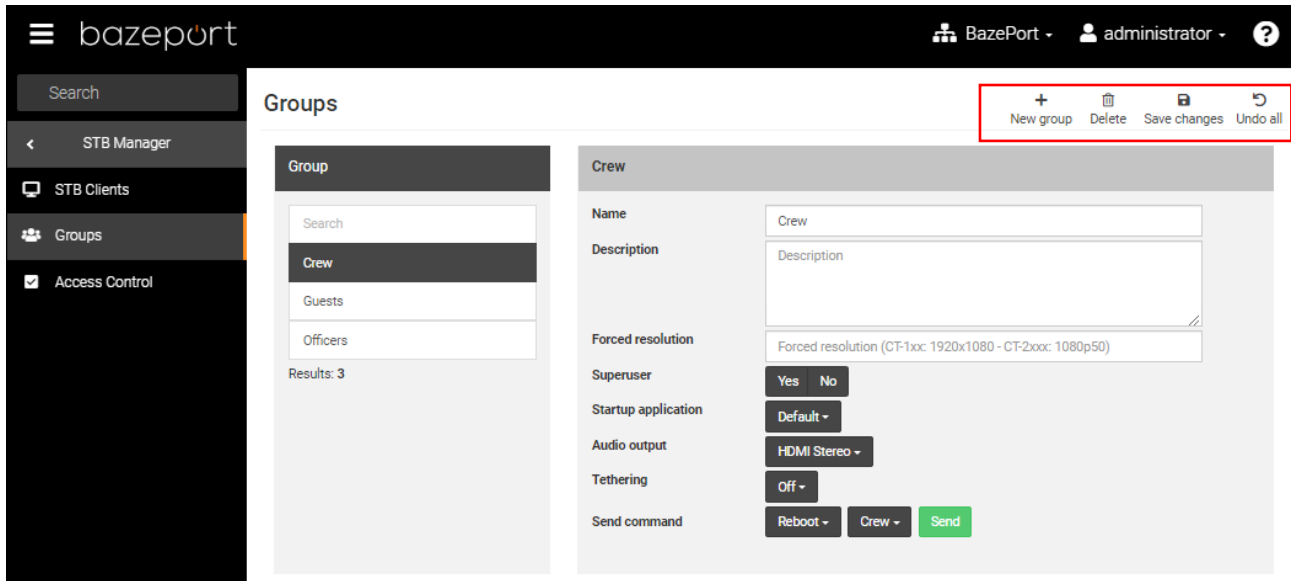 bazeport
BazePort
administrator
?
Search
STB Manager
STB Clients
Groups
Access Control
Groups
New group Delete Save changes Undo all
Group
Search
Crew
Guests
Officers
Results: 3
Crew
Name
Crew
Description
Description
Forced resolution
Forced resolution (CT-1xx: 1920x1080 - CT-2xxx: 1080p50)
Superuser
Yes No
Startup application
Default
Audio output
HDMI Stereo
Tethering
Off
Send command
Reboot Crew Send